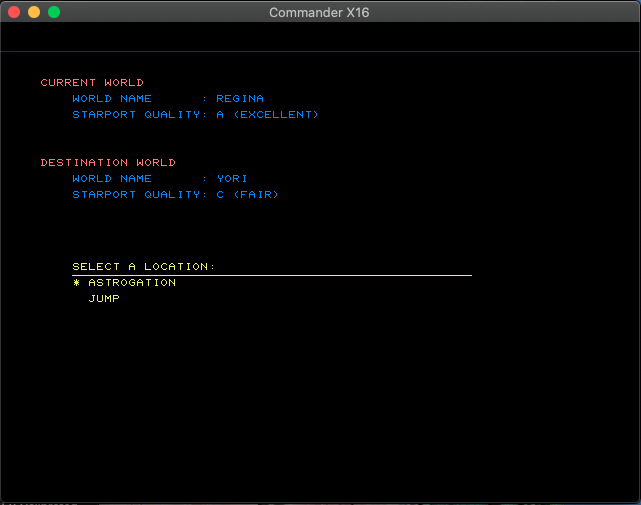 Commander X16
CURRENT WORLD
WORLD NAME : REGINA
STARPORT QUALITY: A (EXCELLENT)
DESTINATION WORLD
WORLD NAME : YORI
STARPORT QUALITY: C (FAIR)
SELECT A LOCATION:
* ASTROGATION
JUMP